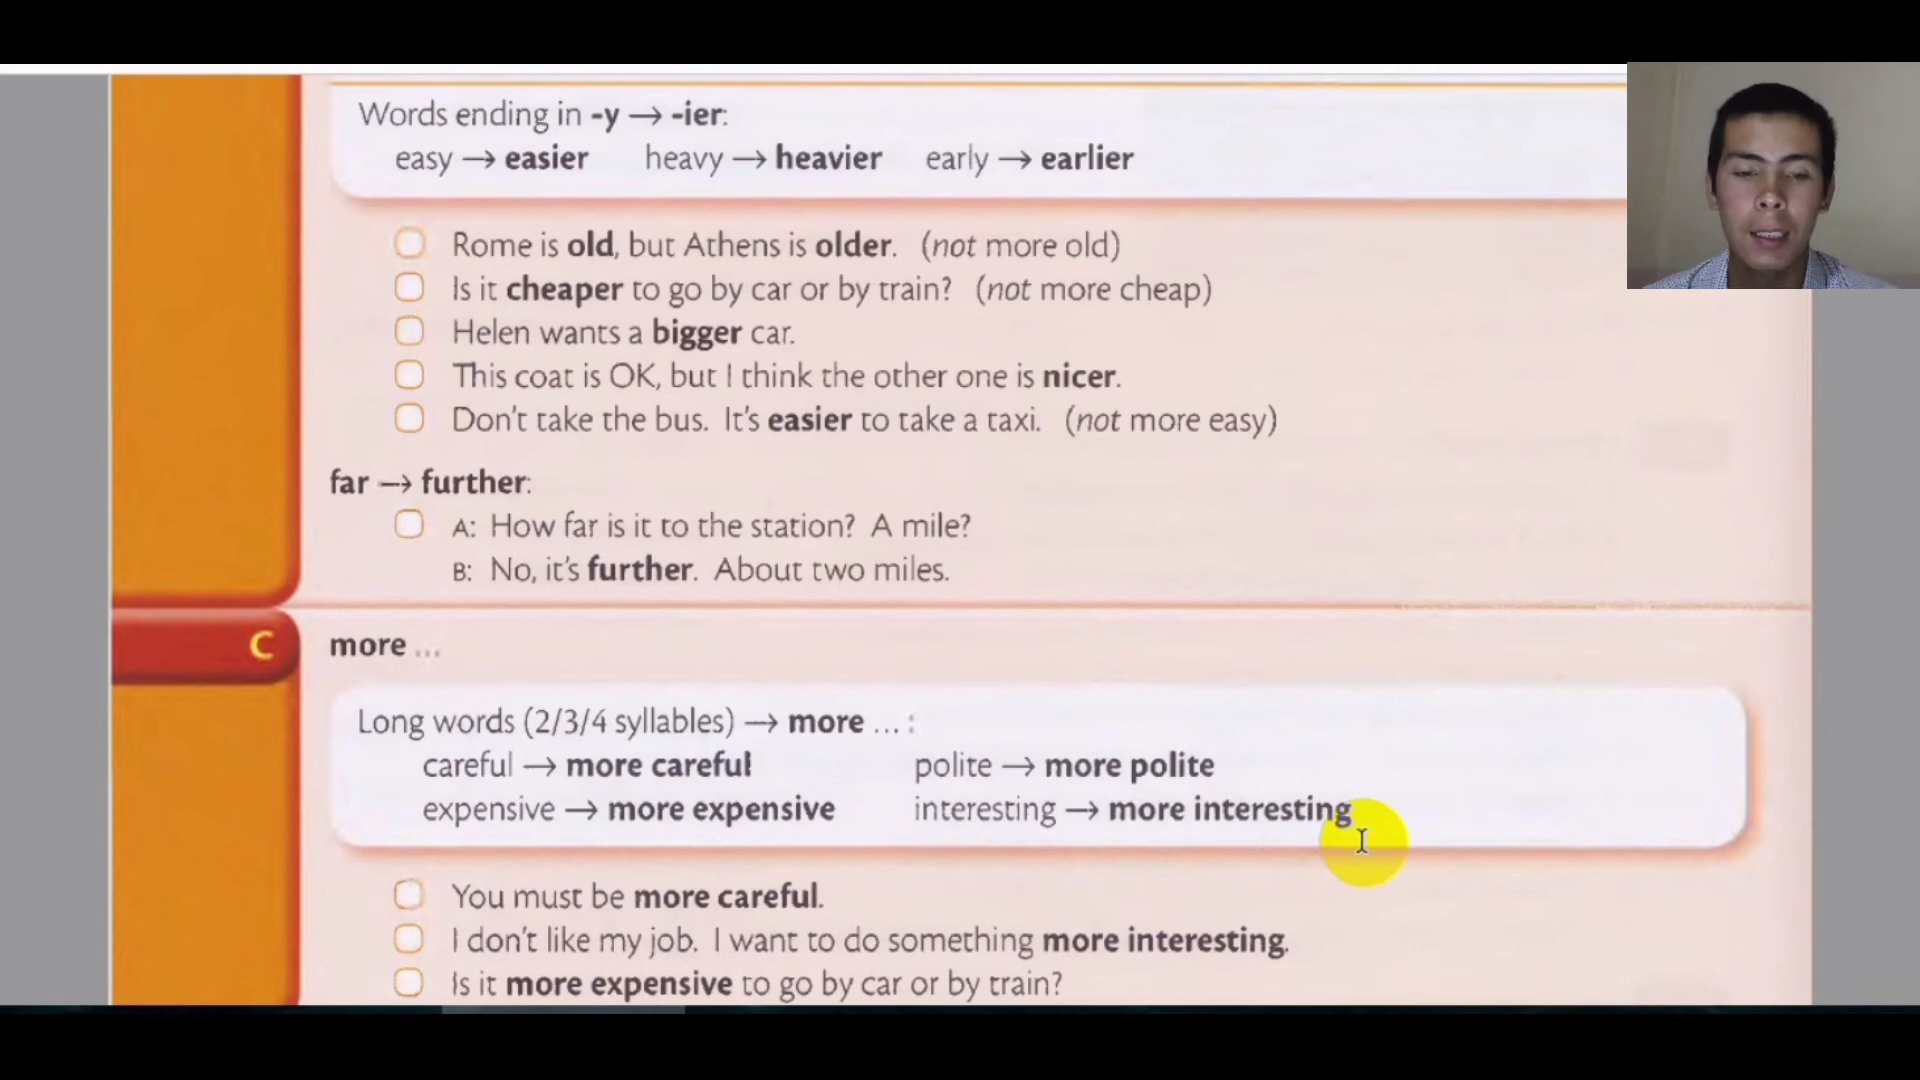 Words ending in -y → -ier:
easy → easier heavy → heavier early → earlier
Rome is old, but Athens is older. (not more old)
Is it cheaper to go by car or by train? (not more cheap)
Helen wants a bigger car.
This coat is OK, but I think the other one is nicer.
Don't take the bus. It's easier to take a taxi. (not more easy)
far → further:
A: How far is it to the station? A mile?
B: No, it's further. About two miles.
C
more ...
Long words (2/3/4 syllables) → more ... :
careful → more careful polite → more polite
expensive → more expensive interesting → more interesting
You must be more careful.
I don't like my job. I want to do something more interesting.
Is it more expensive to go by car or by train?